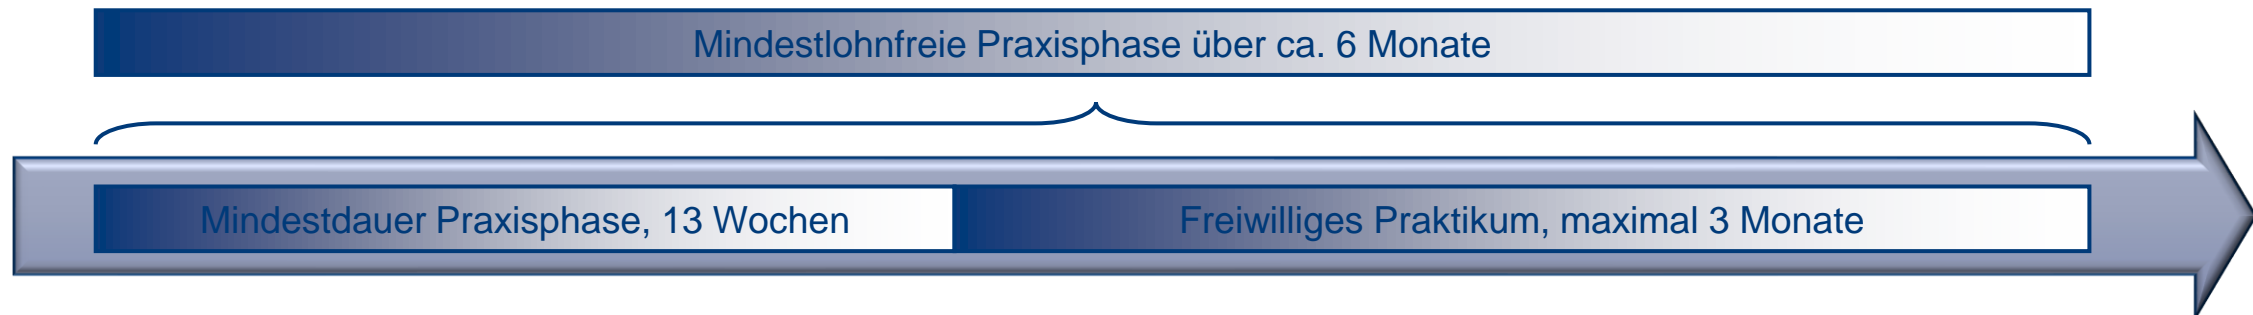 Mindestlohnfreie Praxisphase über ca. 6 Monate
Mindestdauer Praxisphase, 13 Wochen
Freiwilliges Praktikum, maximal 3 Monate